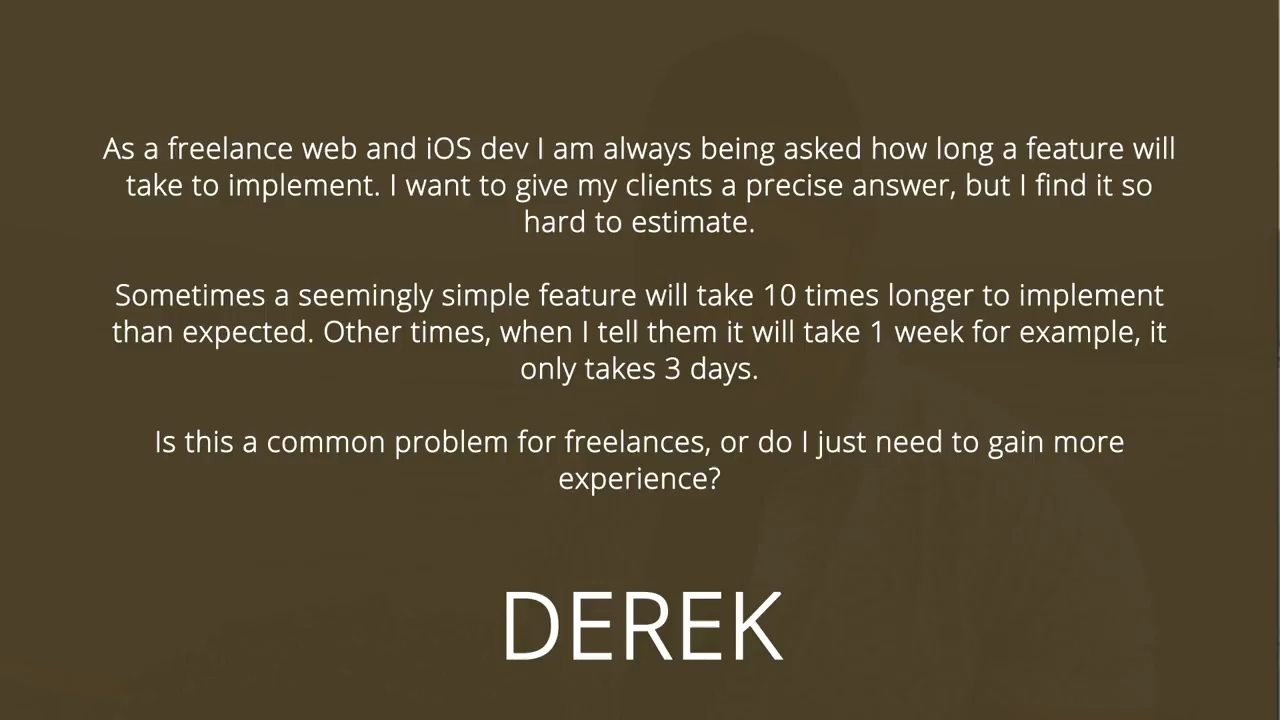 As a freelance web and iOS dev I am always being asked how long a feature will
take to implement. I want to give my clients a precise answer, but I find it so
hard to estimate.
Sometimes a seemingly simple feature will take 10 times longer to implement
than expected. Other times, when I tell them it will take 1 week for example, it
only takes 3 days.
Is this a common problem for freelances, or do I just need to gain more
experience?
DEREK